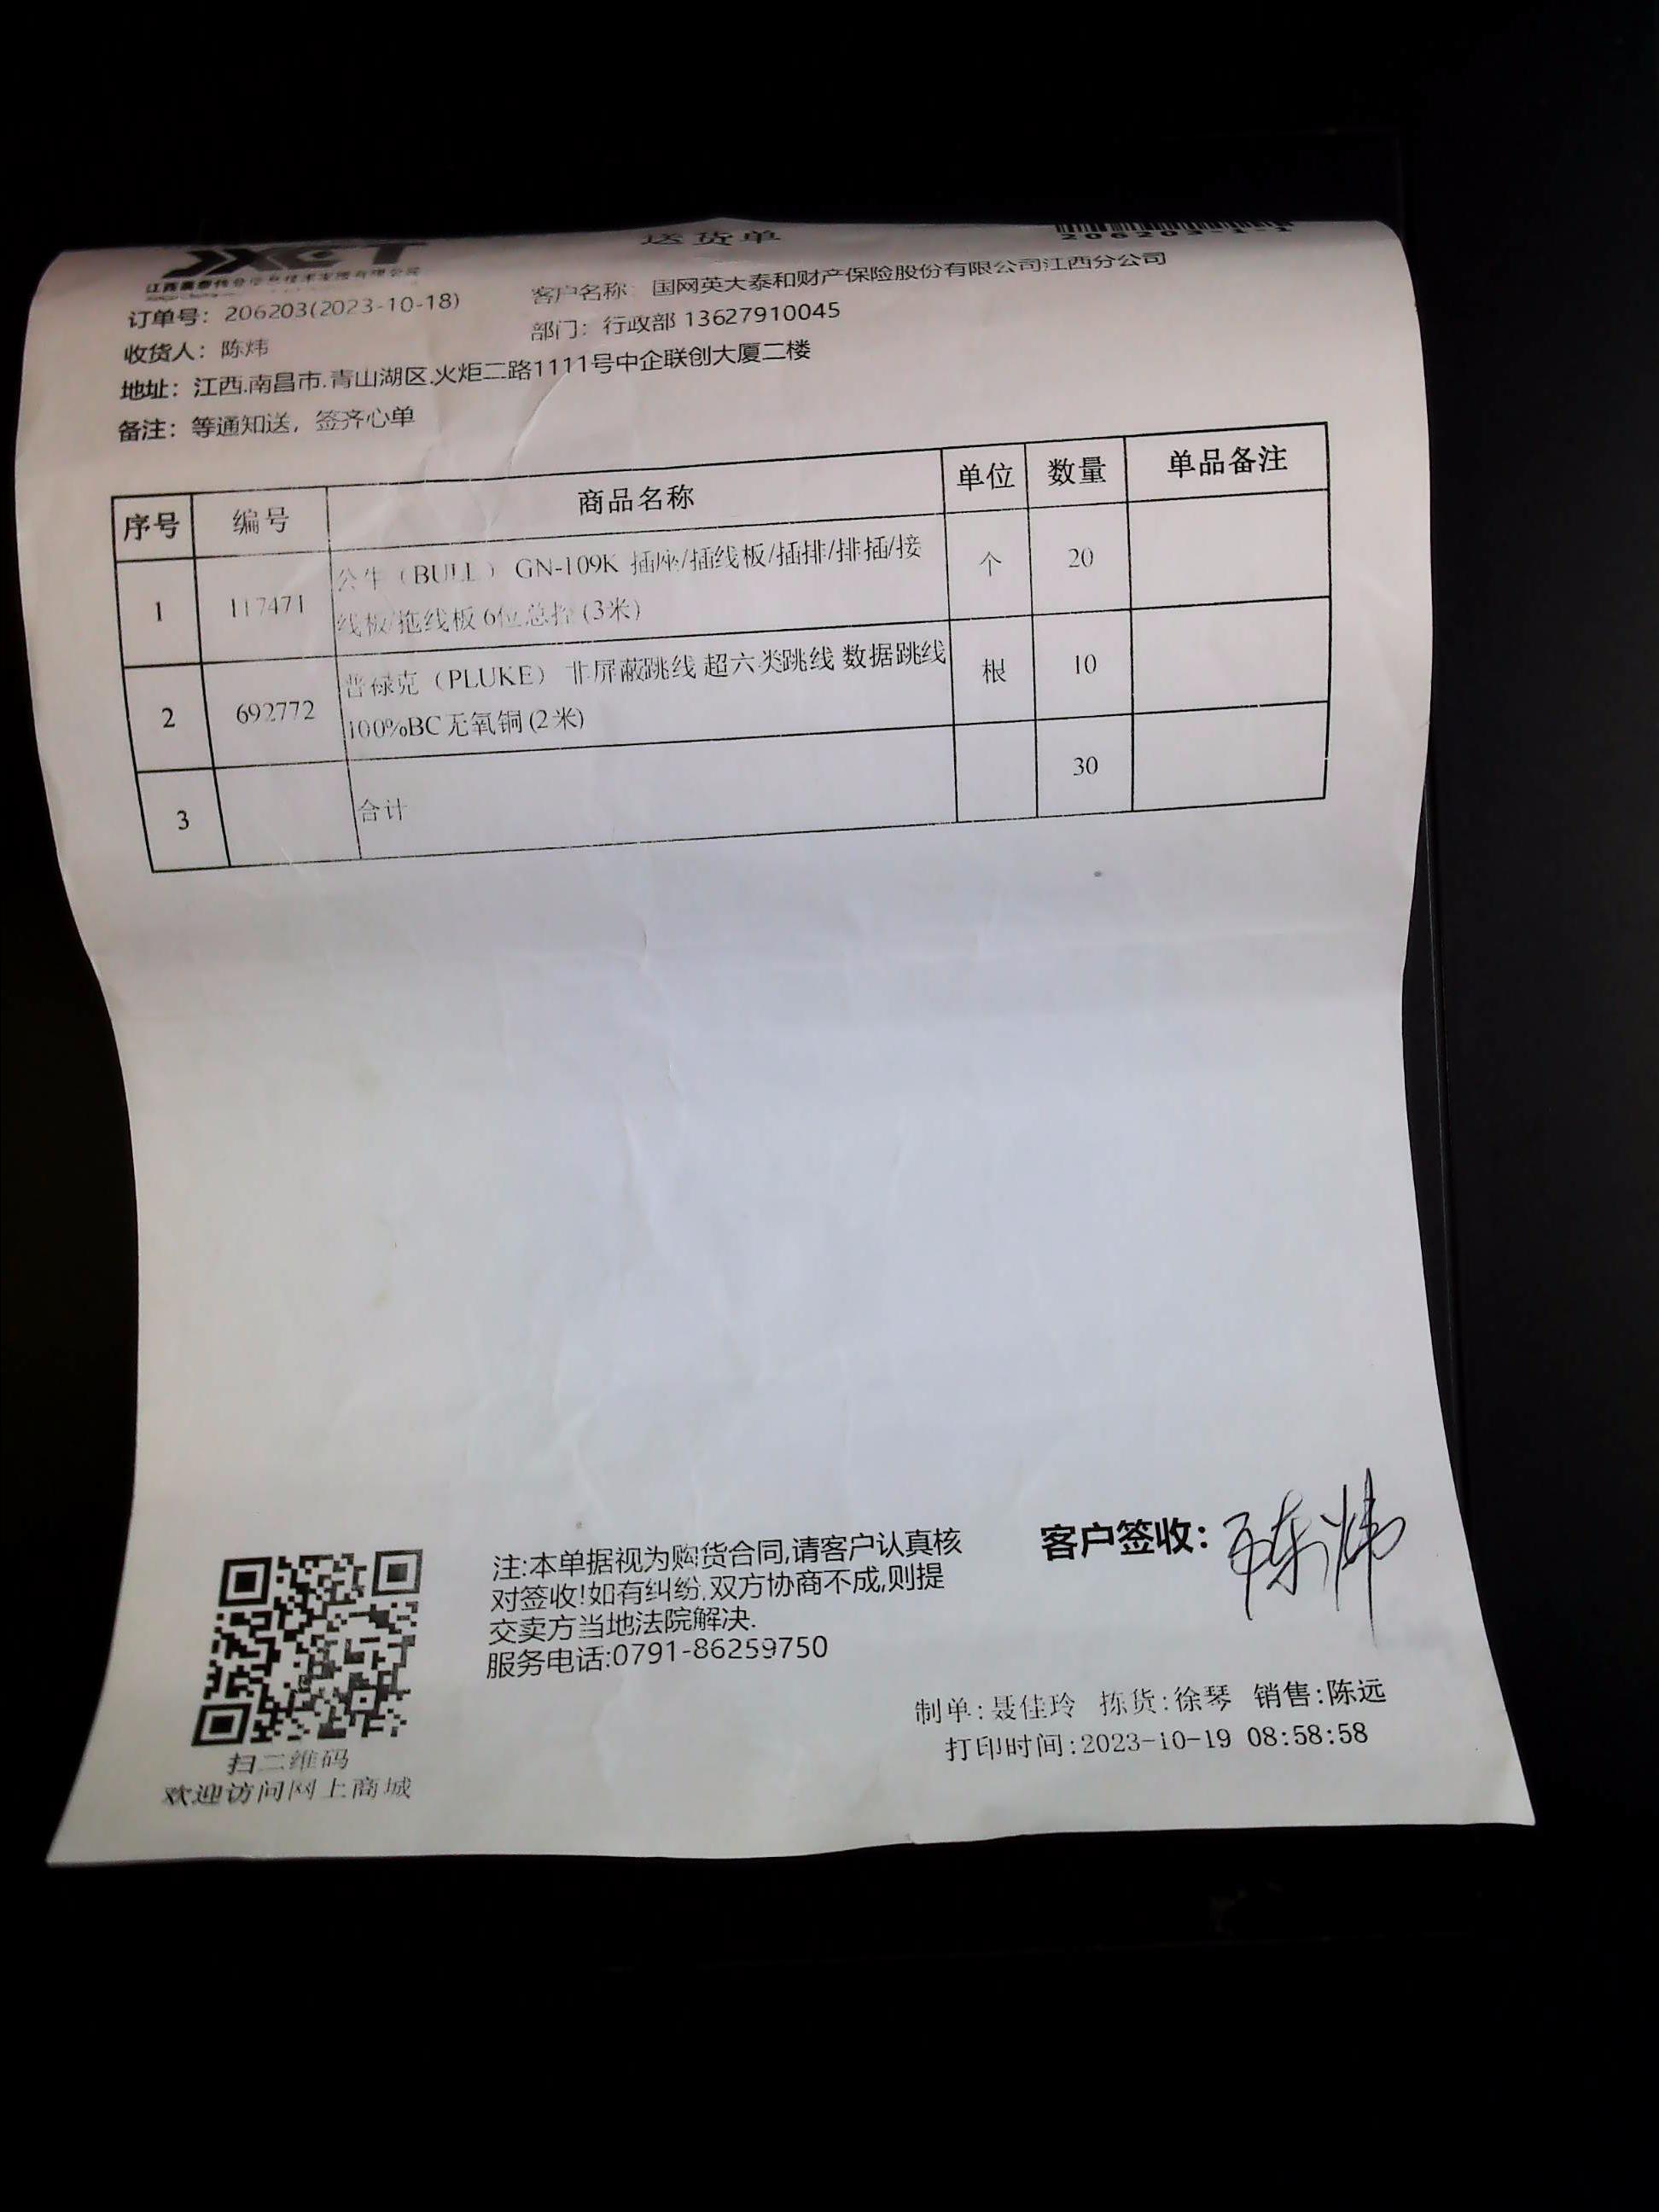 JXCT
送货单
206203-1-1
订单号：206203(2023-10-18)
客户名称：国网英大泰和财产保险股份有限公司江西分公司
收货人：陈炜
部门：行政部 13627910045
地址：江西.南昌市.青山湖区.火炬二路1111号中企联创大厦二楼
备注：等通知送，签齐心单
序号 编号 商品名称 单位 数量 单品备注
1 117471 公牛（BULL） GN-109K 插座/插线板/插排/排插/接 个 20
线板/拖线板 6位总控 (3米)
2 692772 普禄克（PLUKE） 非屏蔽跳线 超六类跳线 数据跳线 根 10
100%BC无氧铜 (2米)
3 合计 30
注:本单据视为购货合同,请客户认真核
对签收!如有纠纷,双方协商不成,则提
交卖方当地法院解决.
服务电话:0791-86259750
客户签收：陈炜
扫二维码
欢迎访问网上商城
制单:聂佳玲 拣货:徐琴 销售:陈远
打印时间:2023-10-19 08:58:58